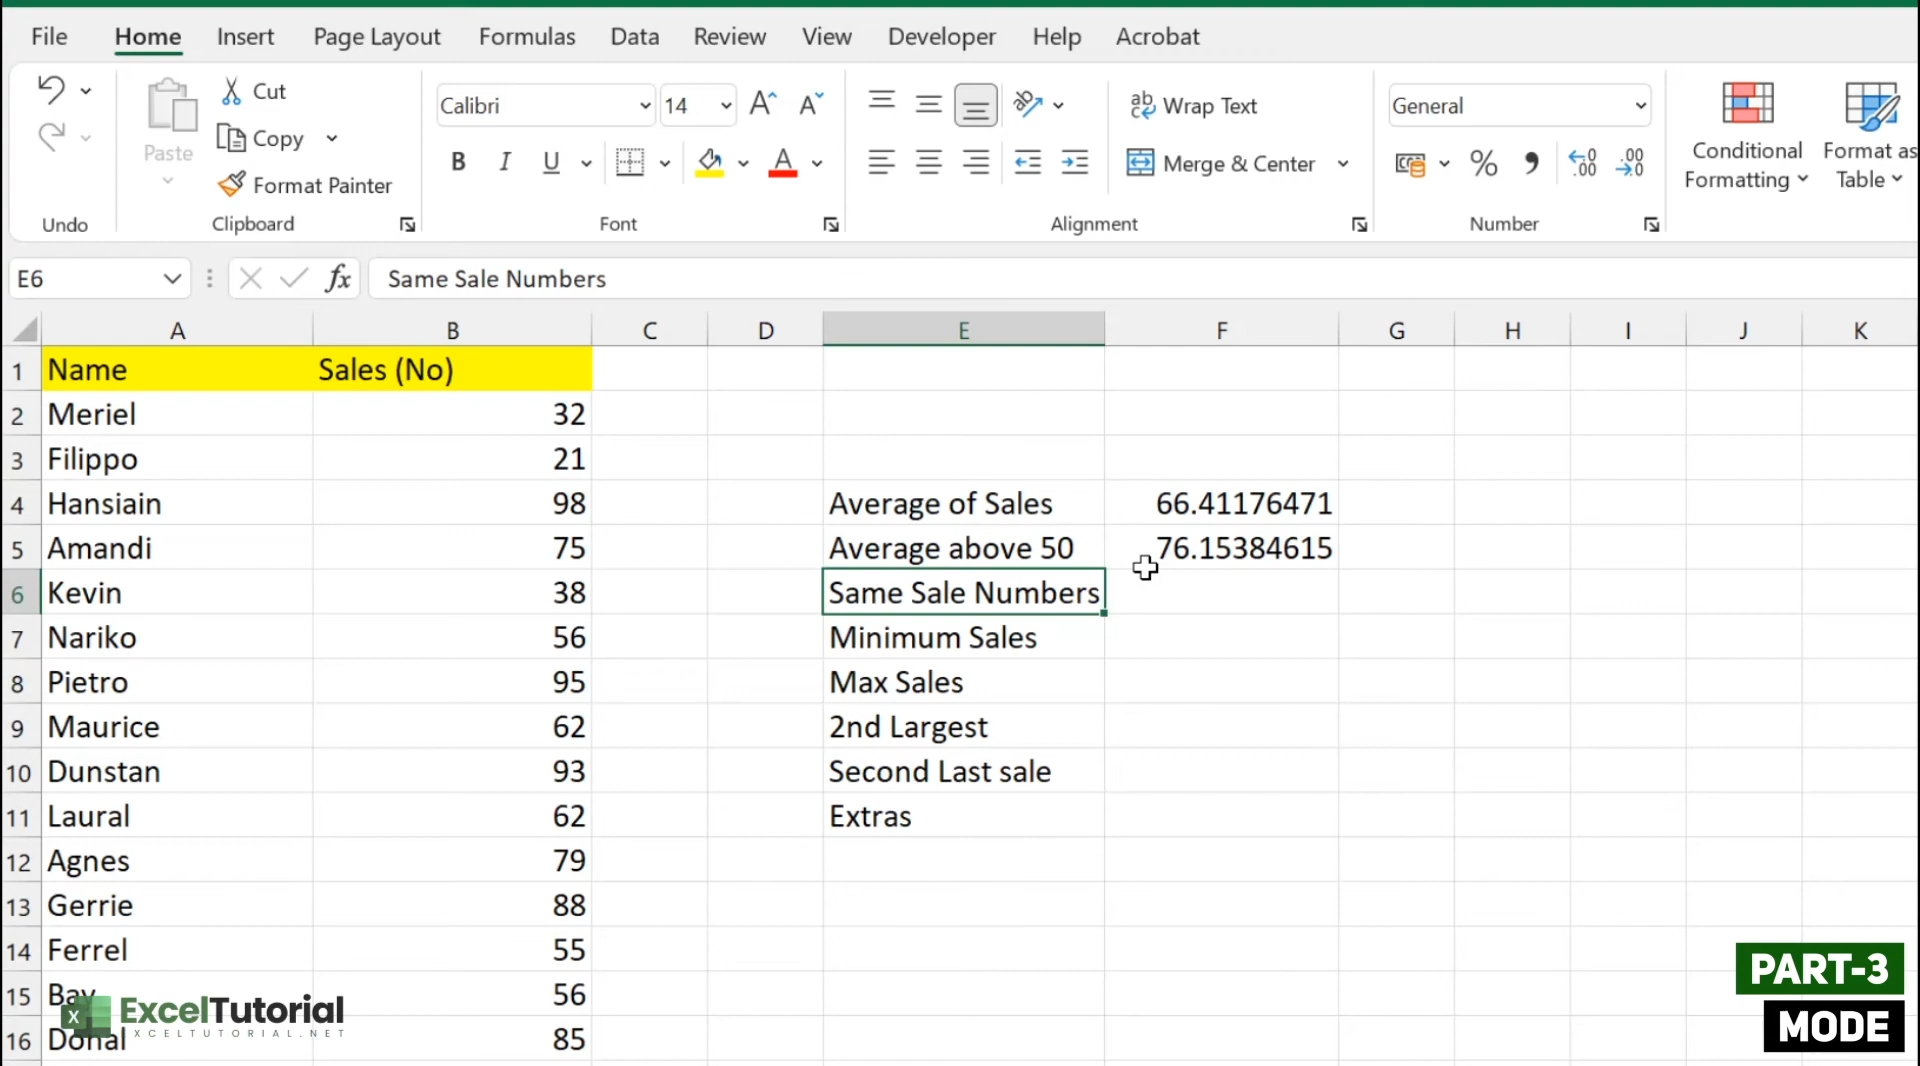 File Home Insert Page Layout Formulas Data Review View Developer Help Acrobat
Cut
Copy
Paste
Format Painter
Undo
Clipboard
Calibri 14
B I U
Font
Wrap Text
Merge & Center
Alignment
General
Number
Conditional
Formatting
Format as
Table
E6 fx Same Sale Numbers
A B C D E F G H I J K
1 Name Sales (No)
2 Meriel 32
3 Filippo 21
4 Hansiain 98 Average of Sales 66.41176471
5 Amandi 75 Average above 50 76.15384615
6 Kevin 38 Same Sale Numbers
7 Nariko 56 Minimum Sales
8 Pietro 95 Max Sales
9 Maurice 62 2nd Largest
10 Dunstan 93 Second Last sale
11 Laural 62 Extras
12 Agnes 79
13 Gerrie 88
14 Ferrel 55
15 Bay 56
16 Donal 85
ExcelTutorial
XCELTUTORIAL.NET
PART-3
MODE